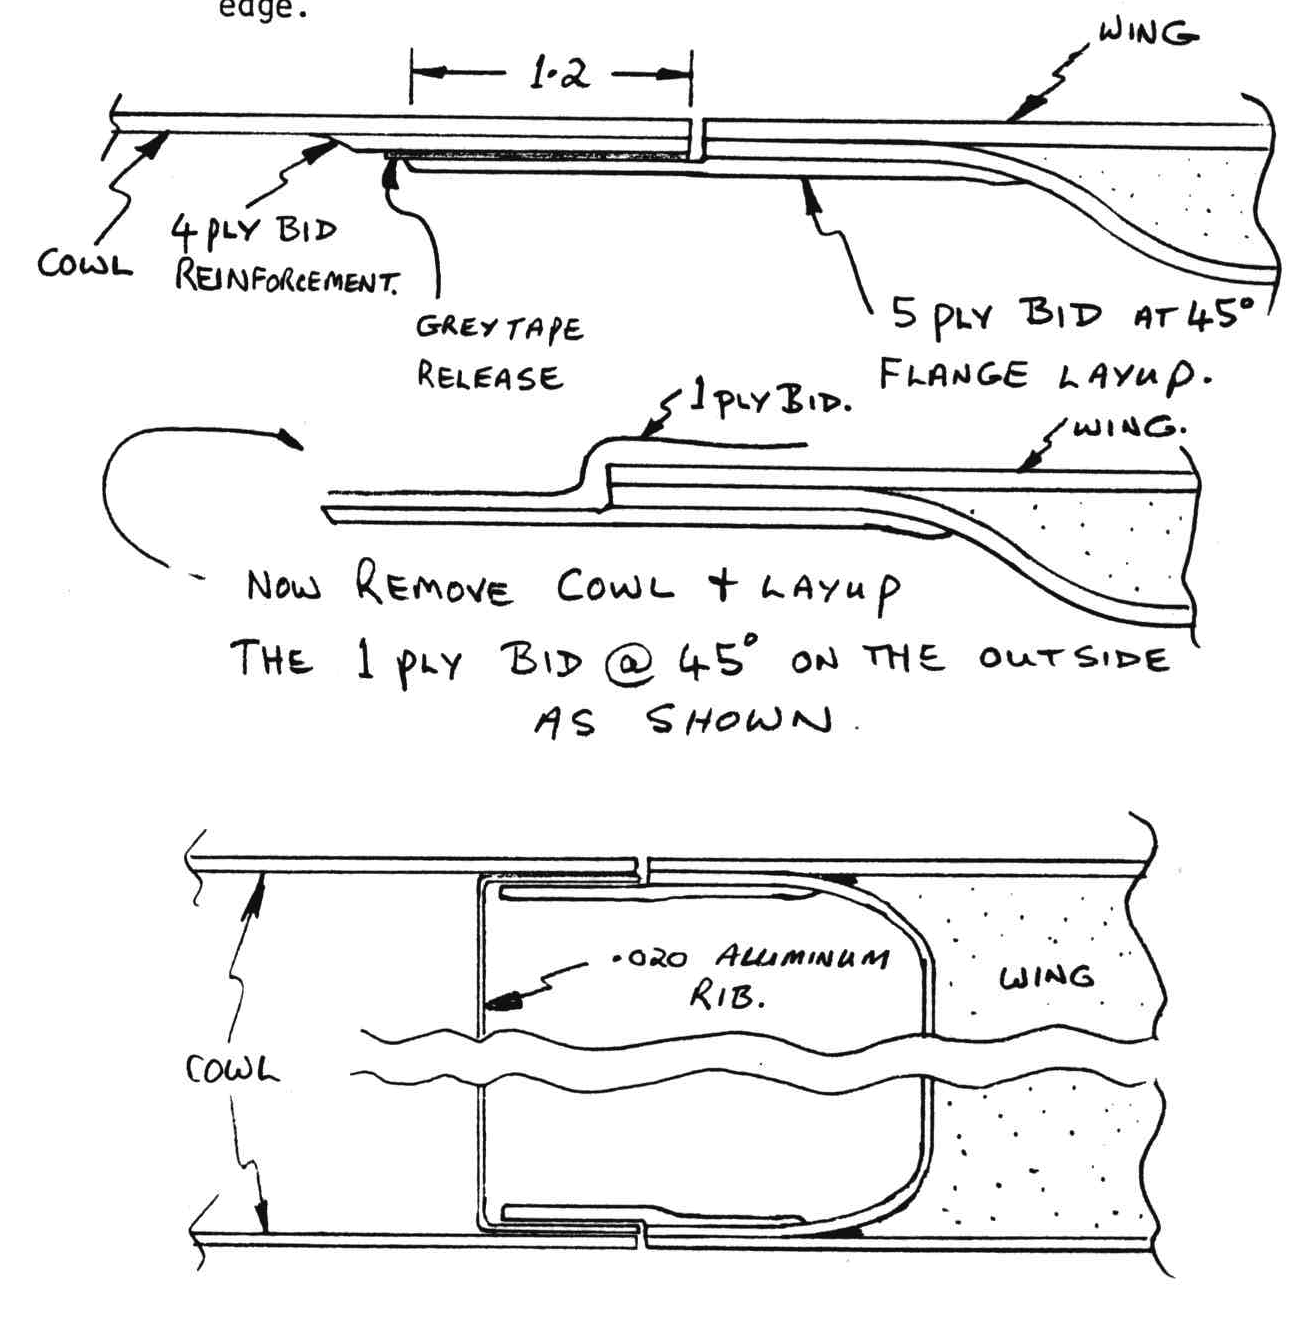 edge.
WING
1.2
COWL
4 PLY BID
REINFORCEMENT.
GREY TAPE
RELEASE
5 PLY BID AT 45°
FLANGE LAYUP.
1 PLY BID.
WING.
NOW REMOVE COWL + LAYUP
THE 1 PLY BID @ 45° ON THE OUTSIDE
AS SHOWN.
.020 ALUMINUM
RIB.
WING
COWL